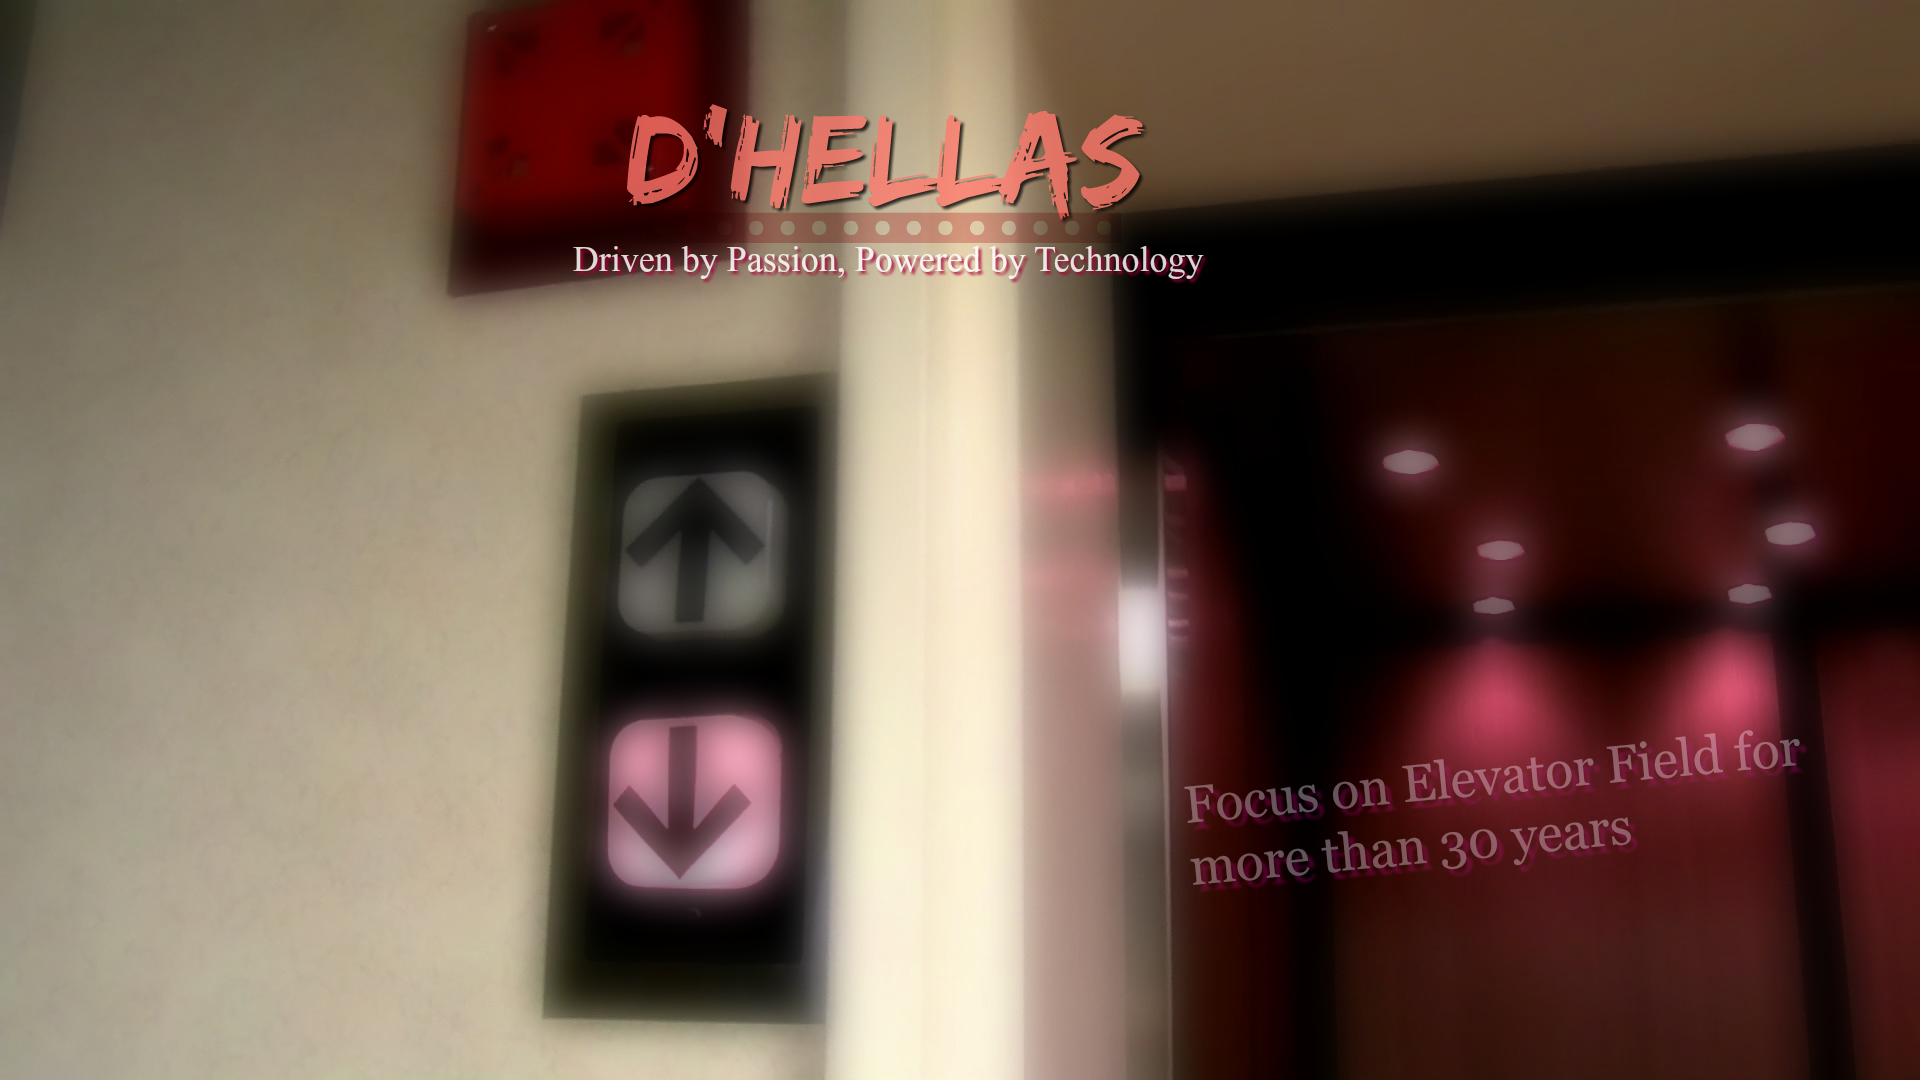 D'HELLAS
Driven by Passion, Powered by Technology
Focus on Elevator Field for
more than 30 years